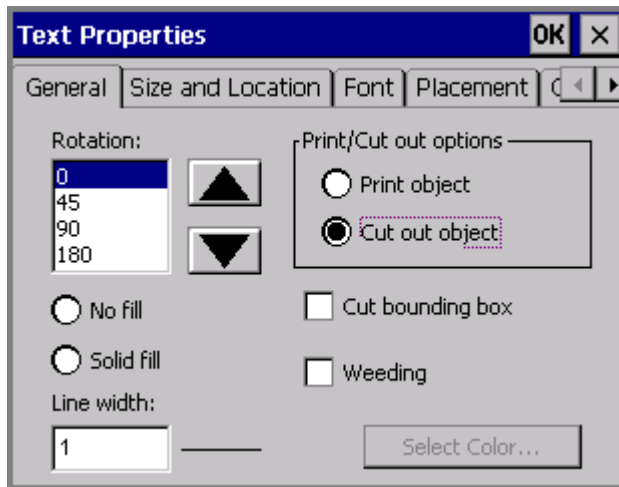 Text Properties OK ×
General Size and Location Font Placement
Rotation:
0
45
90
180
Print/Cut out options
Print object
Cut out object
No fill
Solid fill
Cut bounding box
Weeding
Line width:
1
Select Color...